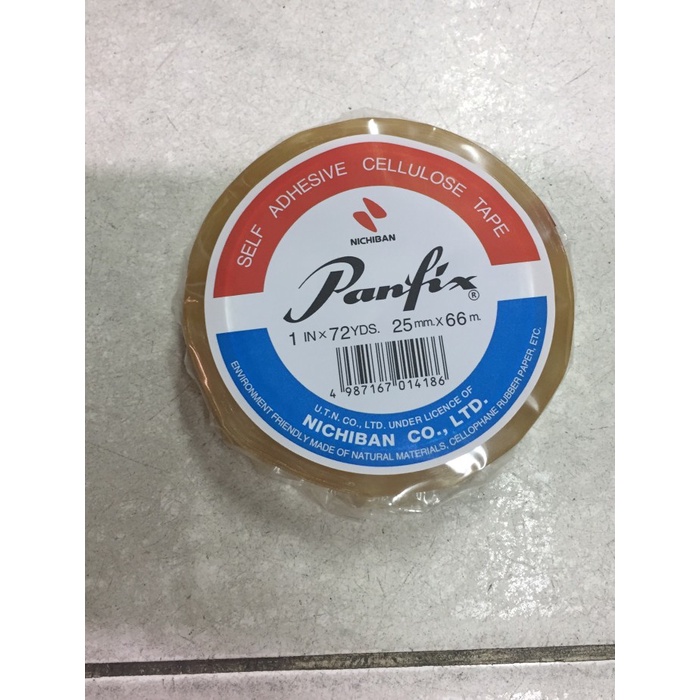 SELF ADHESIVE CELLULOSE TAPE
NICHIBAN
Panfix®
1 IN × 72 YDS. 25 mm. × 66 m.
4 987167 014186
U.T.N. CO., LTD. UNDER LICENCE OF
NICHIBAN CO., LTD.
ENVIRONMENT FRIENDLY MADE OF NATURAL MATERIALS, CELLOPHANE RUBBER PAPER, ETC.